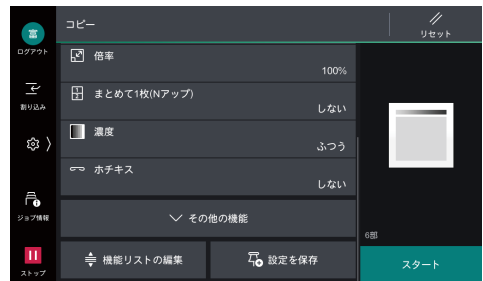 コピー
リセット
富
ログアウト
割り込み
ジョブ情報
ストップ
倍率
100%
まとめて1枚(Nアップ)
しない
濃度
ふつう
ホチキス
しない
その他の機能
機能リストの編集
設定を保存
6部
スタート